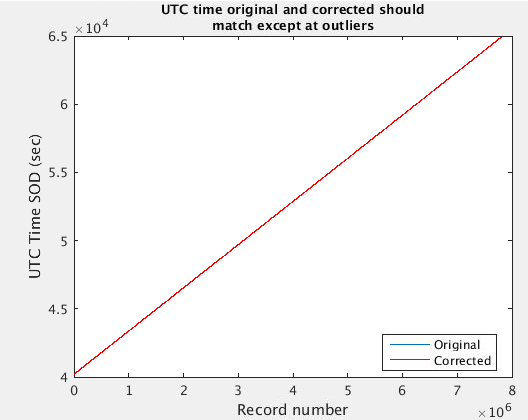 UTC time original and corrected should
match except at outliers
×10⁴
6.5
6
5.5
5
4.5
4
UTC Time SOD (sec)
Original
Corrected
0 1 2 3 4 5 6 7 8
Record number
×10⁶